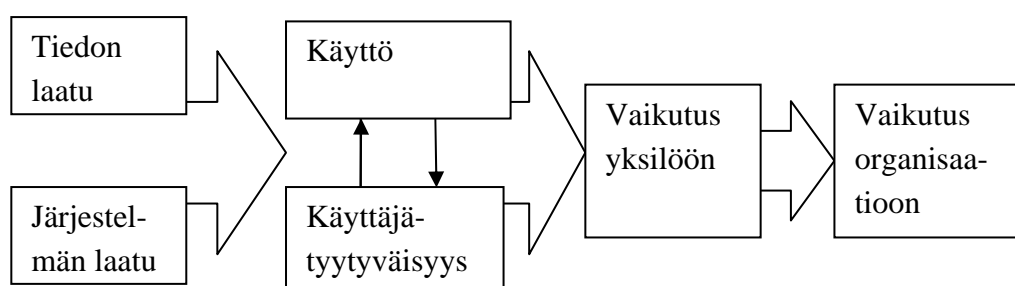 Tiedon
laatu
Järjestel-
män laatu
Käyttö
Käyttäjä-
tyytyväisyys
Vaikutus
yksilöön
Vaikutus
organisaa-
tioon